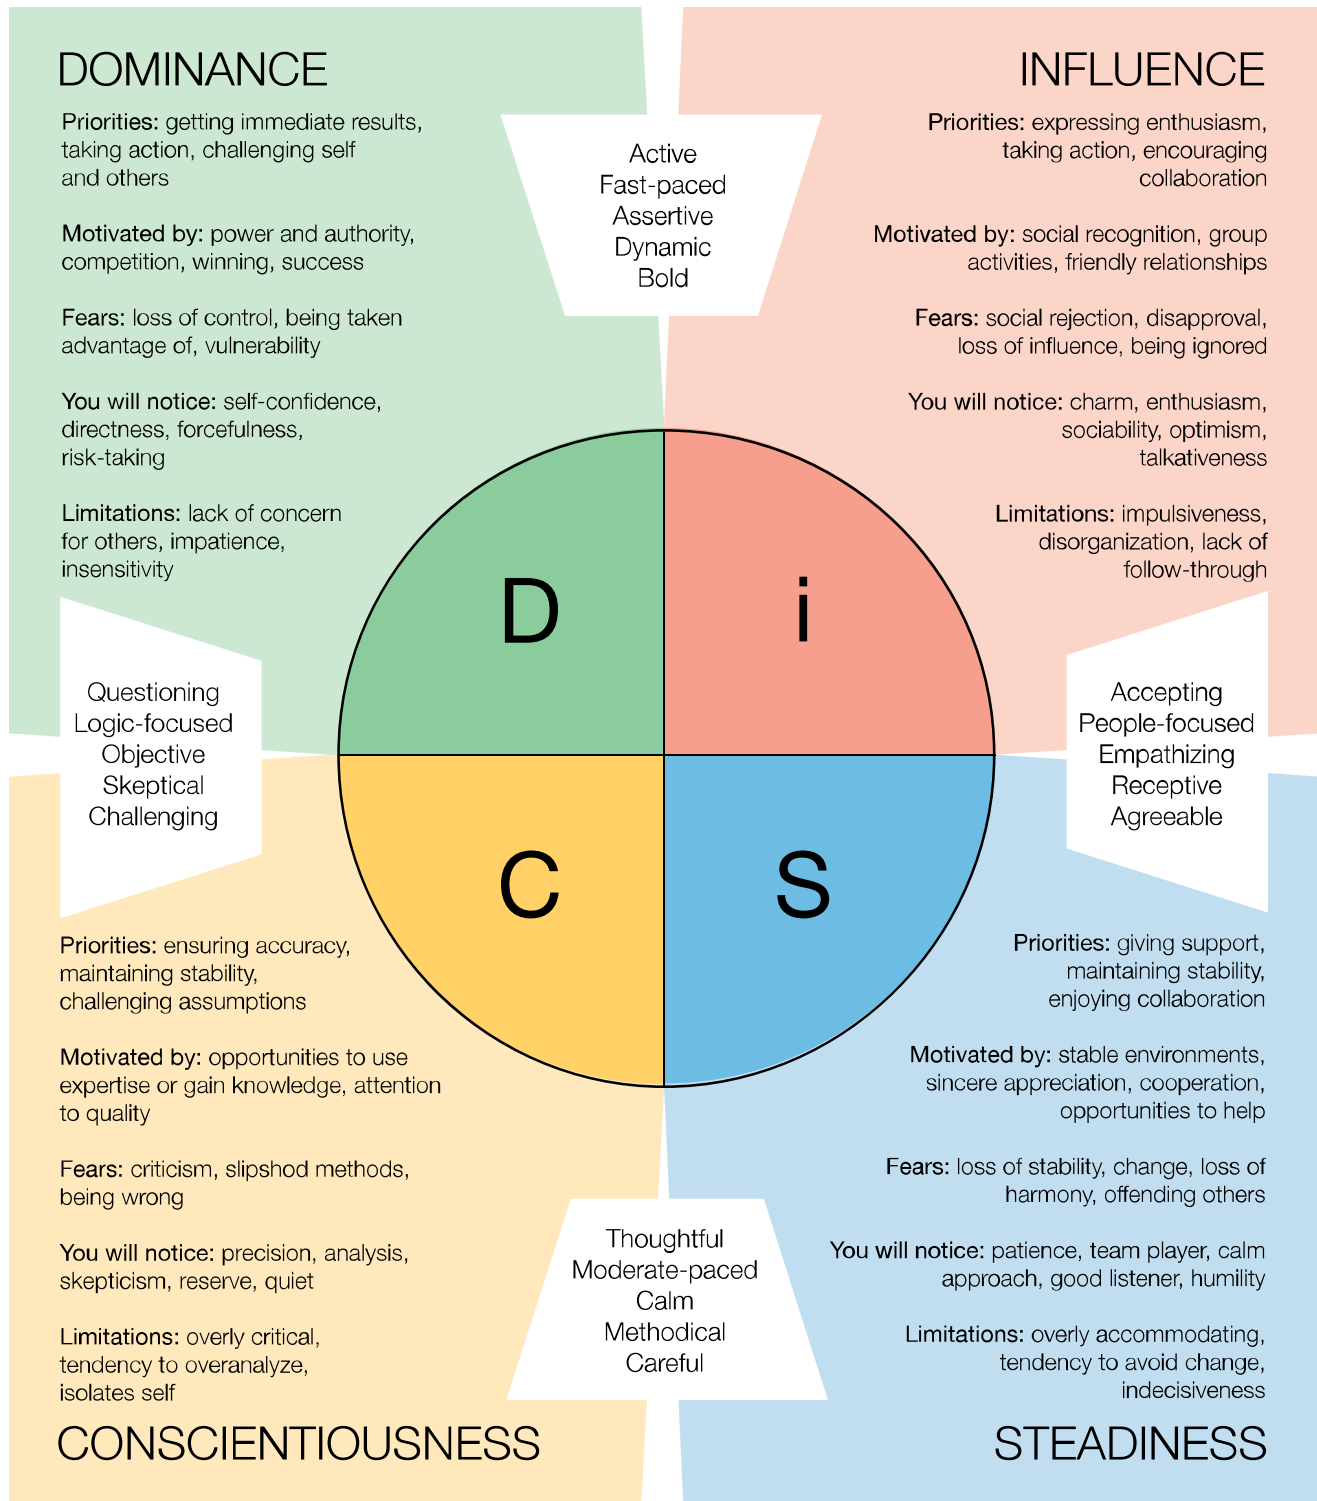 DOMINANCE
Priorities: getting immediate results,
taking action, challenging self
and others
Motivated by: power and authority,
competition, winning, success
Fears: loss of control, being taken
advantage of, vulnerability
You will notice: self-confidence,
directness, forcefulness,
risk-taking
Limitations: lack of concern
for others, impatience,
insensitivity
Active
Fast-paced
Assertive
Dynamic
Bold
INFLUENCE
Priorities: expressing enthusiasm,
taking action, encouraging
collaboration
Motivated by: social recognition, group
activities, friendly relationships
Fears: social rejection, disapproval,
loss of influence, being ignored
You will notice: charm, enthusiasm,
sociability, optimism,
talkativeness
Limitations: impulsiveness,
disorganization, lack of
follow-through
D
i
Questioning
Logic-focused
Objective
Skeptical
Challenging
Accepting
People-focused
Empathizing
Receptive
Agreeable
C
S
Priorities: ensuring accuracy,
maintaining stability,
challenging assumptions
Motivated by: opportunities to use
expertise or gain knowledge, attention
to quality
Fears: criticism, slipshod methods,
being wrong
You will notice: precision, analysis,
skepticism, reserve, quiet
Limitations: overly critical,
tendency to overanalyze,
isolates self
CONSCIENTIOUSNESS
Thoughtful
Moderate-paced
Calm
Methodical
Careful
Priorities: giving support,
maintaining stability,
enjoying collaboration
Motivated by: stable environments,
sincere appreciation, cooperation,
opportunities to help
Fears: loss of stability, change, loss of
harmony, offending others
You will notice: patience, team player, calm
approach, good listener, humility
Limitations: overly accommodating,
tendency to avoid change,
indecisiveness
STEADINESS